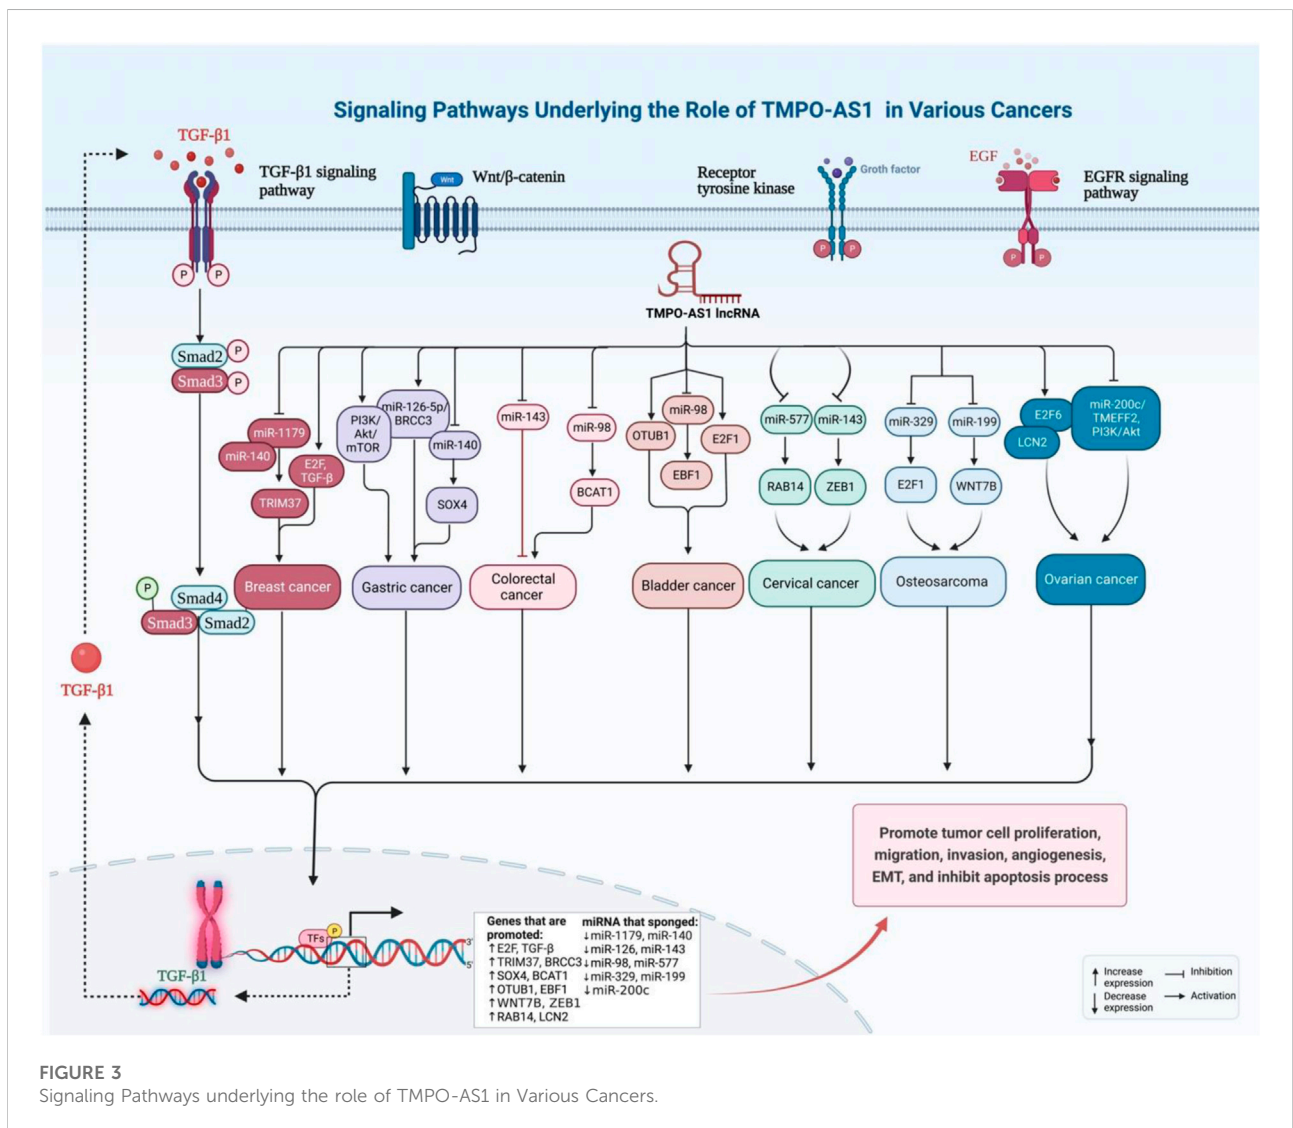 Signaling Pathways Underlying the Role of TMPO-AS1 in Various Cancers
TGF-β1
TGF-β1 signaling
pathway
Wnt
Wnt/β-catenin
Receptor
tyrosine kinase
Groth factor
EGF
EGFR signaling
pathway
P
P
P
P
P
P
TMPO-AS1 lncRNA
Smad2
P
Smad3
P
miR-1179
miR-140
E2F,
TGF-β
TRIM37
PI3K/
Akt/
mTOR
miR-126-5p/
BRCC3
miR-140
SOX4
miR-143
miR-98
BCAT1
miR-98
OTUB1
E2F1
EBF1
miR-577
miR-143
RAB14
ZEB1
miR-329
miR-199
E2F1
WNT7B
E2F6
LCN2
miR-200c/
TMEFF2,
PI3K/Akt
P
Smad4
Smad3
Smad2
Breast cancer
Gastric cancer
Colorectal
cancer
Bladder cancer
Cervical cancer
Osteosarcoma
Ovarian cancer
TGF-β1
Promote tumor cell proliferation,
migration, invasion, angiogenesis,
EMT, and inhibit apoptosis process
TFs
P
3'
5'
TGF-β1
Genes that are
promoted:
↑E2F, TGF-β
↑TRIM37, BRCC3
↑SOX4, BCAT1
↑OTUB1, EBF1
↑WNT7B, ZEB1
↑RAB14, LCN2
miRNA that sponged:
↓miR-1179, miR-140
↓miR-126, miR-143
↓miR-98, miR-577
↓miR-329, miR-199
↓miR-200c
Increase
expression
Decrease
expression
Inhibition
Activation
FIGURE 3
Signaling Pathways underlying the role of TMPO-AS1 in Various Cancers.